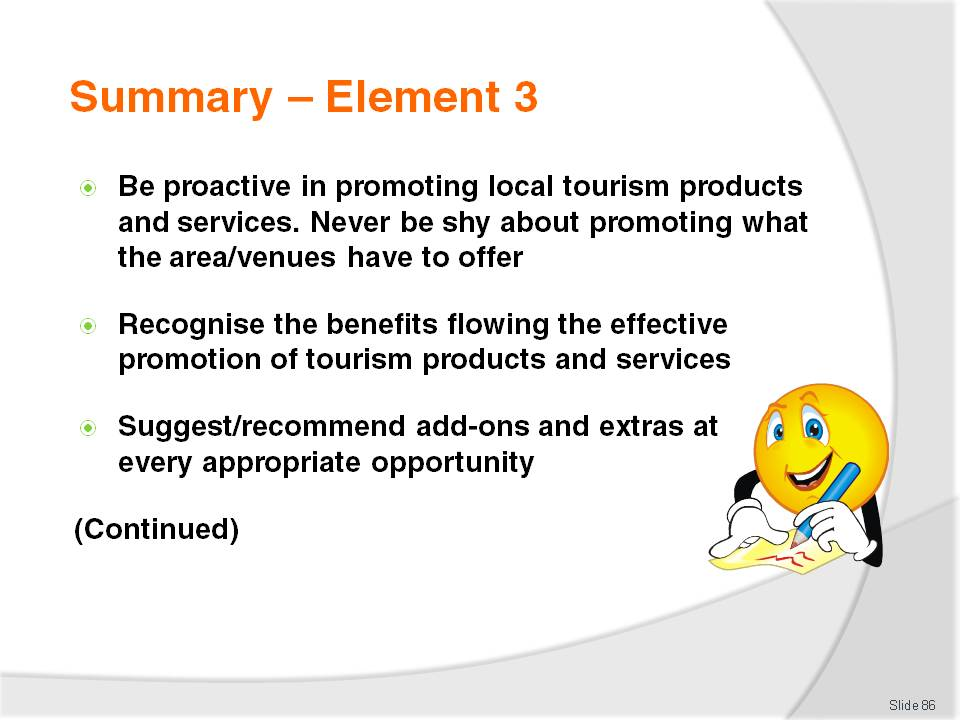 Summary – Element 3
Be proactive in promoting local tourism products
and services. Never be shy about promoting what
the area/venues have to offer
Recognise the benefits flowing the effective
promotion of tourism products and services
Suggest/recommend add-ons and extras at
every appropriate opportunity
(Continued)
Slide 86